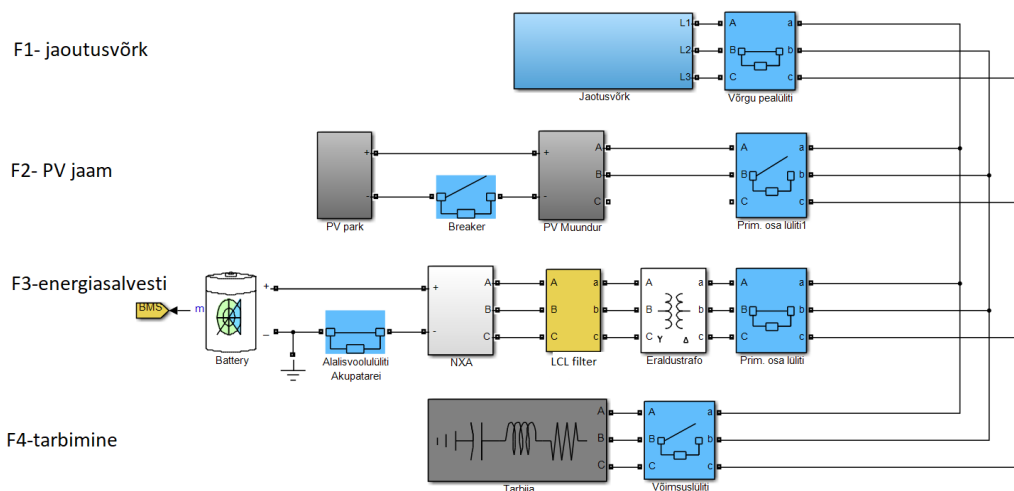 F1- jaoutusvõrk
L1
L2
L3
Jaotusvõrk
A
B
C
a
b
c
Võrgu pealüliti
F2- PV jaam
+
-
PV park
Breaker
+
-
A
B
C
PV Muundur
A
B
C
a
b
c
Prim. osa lüliti1
F3-energiasalvesti
BMS
m
+
–
Battery
Alalisvoolulüliti
Akupatarei
+
-
A
B
C
NXA
A
B
C
a
b
c
LCL filter
A
B
C
a
b
c
Y
Δ
Eraldustrafo
A
B
C
a
b
c
Prim. osa lüliti
F4-tarbimine
A
B
C
Tarbija
A
B
C
a
b
c
Võimsuslüliti